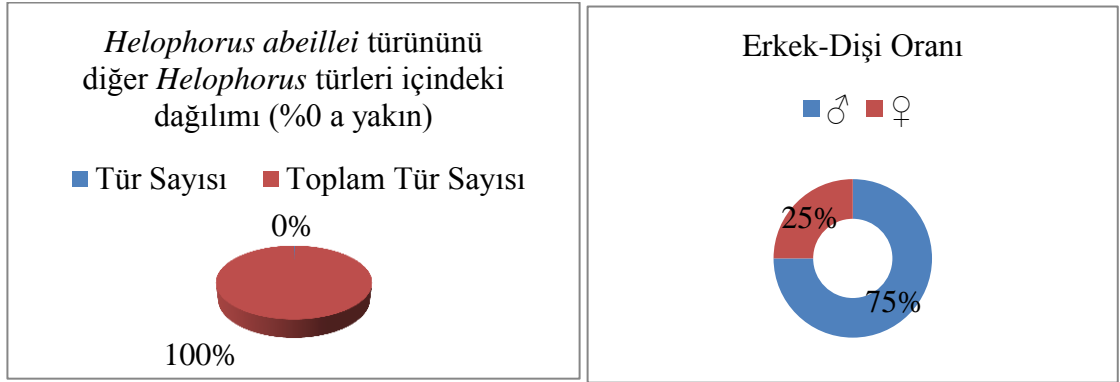 Helophorus abeillei türününü
diğer Helophorus türleri içindeki
dağılımı (%0 a yakın)
Tür Sayısı Toplam Tür Sayısı
0%
100%
Erkek-Dişi Oranı
♂ ♀
25%
75%